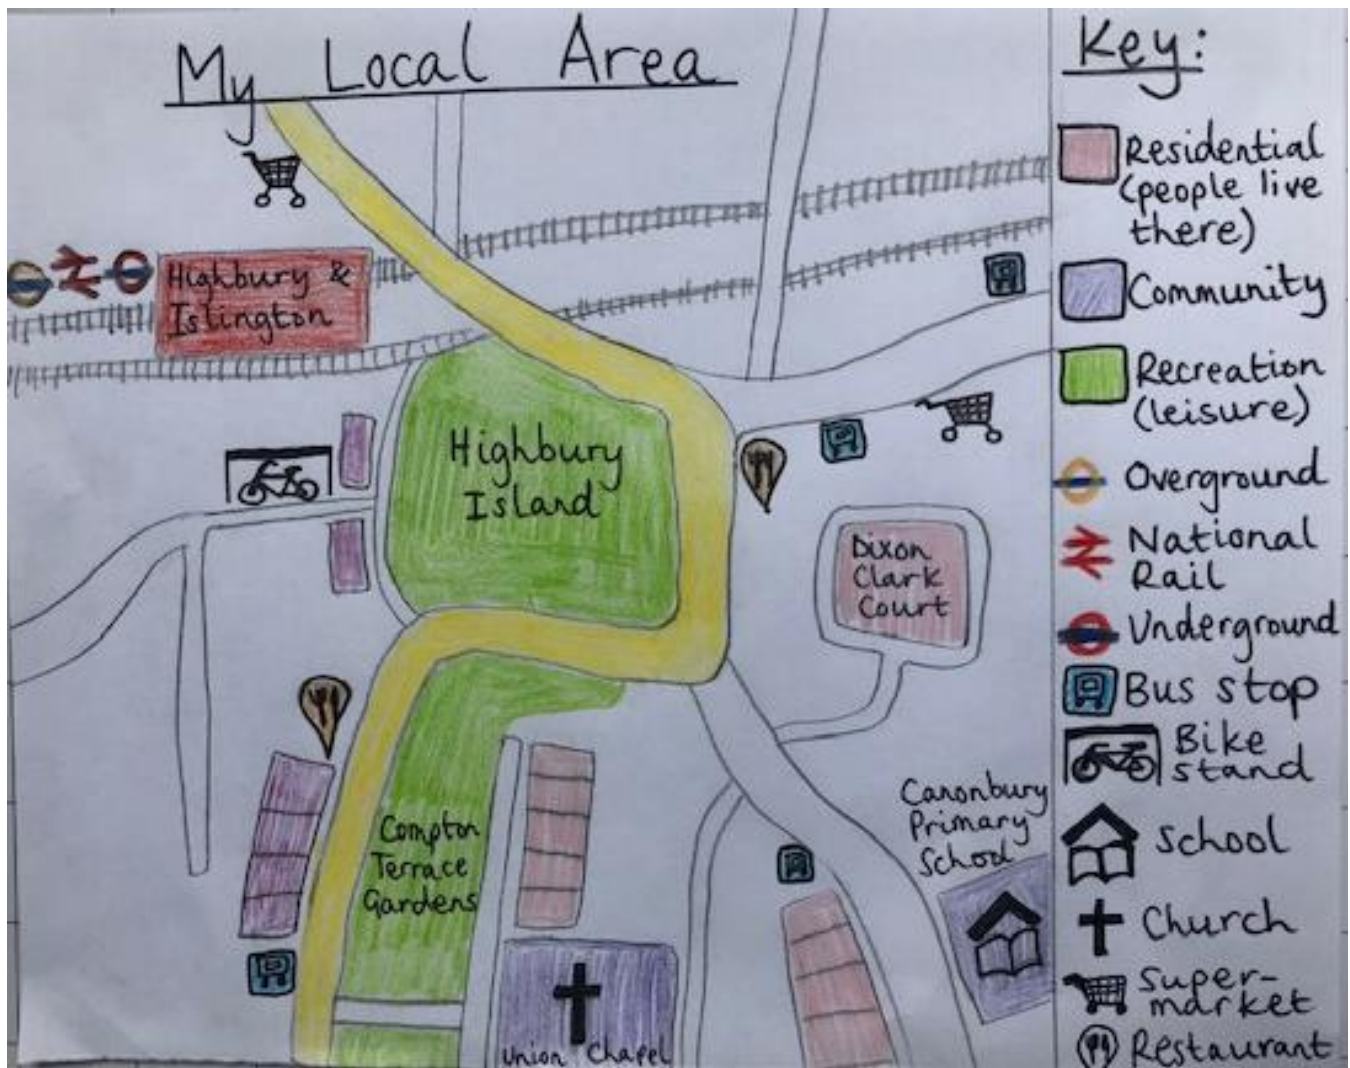 My Local Area
Highbury &
Islington
Highbury
Island
Dixon
Clark
Court
Compton
Terrace
Gardens
Canonbury
Primary
School
Union Chapel
Key:
Residential
(people live
there)
Community
Recreation
(leisure)
Overground
National
Rail
Underground
Bus stop
Bike
stand
School
Church
Super-
market
Restaurant